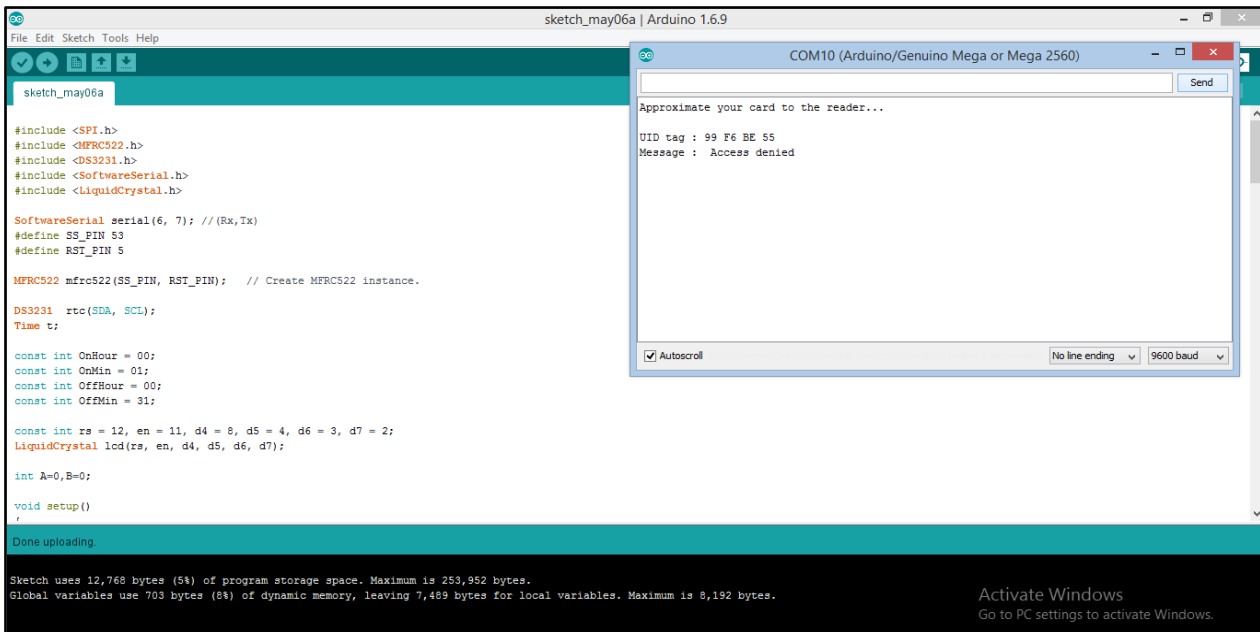 sketch_may06a | Arduino 1.6.9
File Edit Sketch Tools Help
sketch_may06a
#include <SPI.h>
#include <MFRC522.h>
#include <DS3231.h>
#include <SoftwareSerial.h>
#include <LiquidCrystal.h>
SoftwareSerial serial(6, 7); //(Rx,Tx)
#define SS_PIN 53
#define RST_PIN 5
MFRC522 mfrc522(SS_PIN, RST_PIN);   // Create MFRC522 instance.
DS3231  rtc(SDA, SCL);
Time t;
const int OnHour = 00;
const int OnMin = 01;
const int OffHour = 00;
const int OffMin = 31;
const int rs = 12, en = 11, d4 = 8, d5 = 4, d6 = 3, d7 = 2;
LiquidCrystal lcd(rs, en, d4, d5, d6, d7);
int A=0,B=0;
void setup()
COM10 (Arduino/Genuino Mega or Mega 2560)
Send
Approximate your card to the reader...
UID tag : 99 F6 BE 55
Message :  Access denied
Autoscroll
No line ending
9600 baud
Done uploading.
Sketch uses 12,768 bytes (5%) of program storage space. Maximum is 253,952 bytes.
Global variables use 703 bytes (8%) of dynamic memory, leaving 7,489 bytes for local variables. Maximum is 8,192 bytes.
Activate Windows
Go to PC settings to activate Windows.